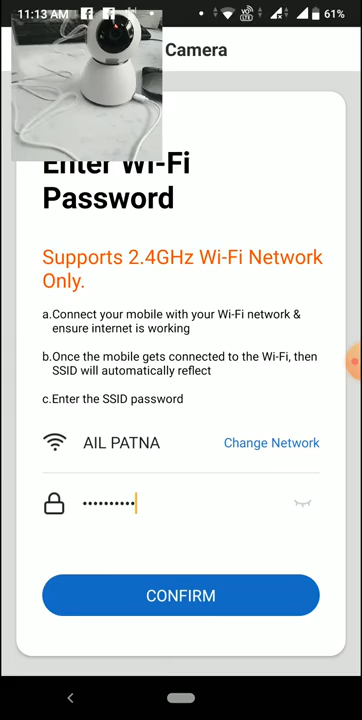 11:13 AM
VO)
LTE
61%
Camera
Enter Wi-Fi
Password
Supports 2.4GHz Wi-Fi Network
Only.
a.Connect your mobile with your Wi-Fi network &
ensure internet is working
b.Once the mobile gets connected to the Wi-Fi, then
SSID will automatically reflect
c.Enter the SSID password
AIL PATNA
Change Network
••••••••••
CONFIRM